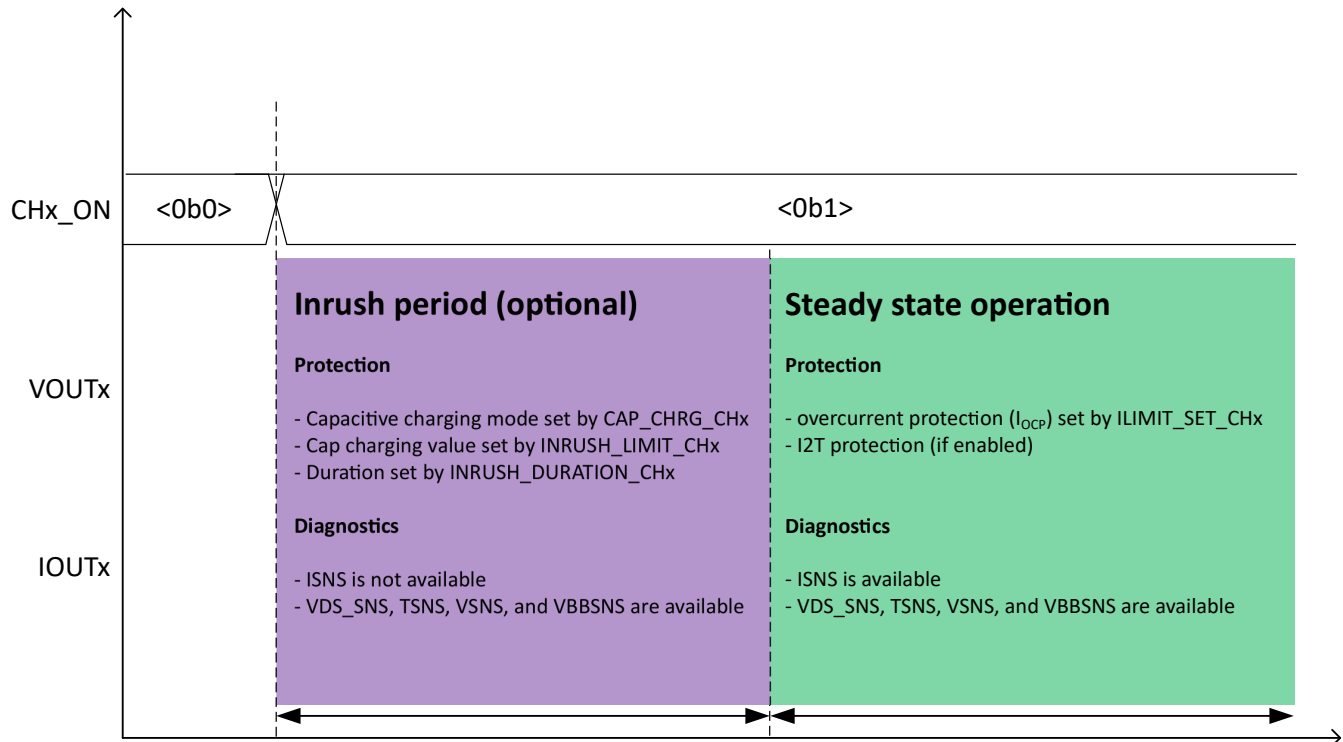 CHx_ON
<0b0>
<0b1>
VOUTx
IOUTx
Inrush period (optional)
Protection
- Capacitive charging mode set by CAP_CHRG_CHx
- Cap charging value set by INRUSH_LIMIT_CHx
- Duration set by INRUSH_DURATION_CHx
Diagnostics
- ISNS is not available
- VDS_SNS, TSNS, VSNS, and VBBSNS are available
Steady state operation
Protection
- overcurrent protection (IOCP) set by ILIMIT_SET_CHx
- I2T protection (if enabled)
Diagnostics
- ISNS is available
- VDS_SNS, TSNS, VSNS, and VBBSNS are available